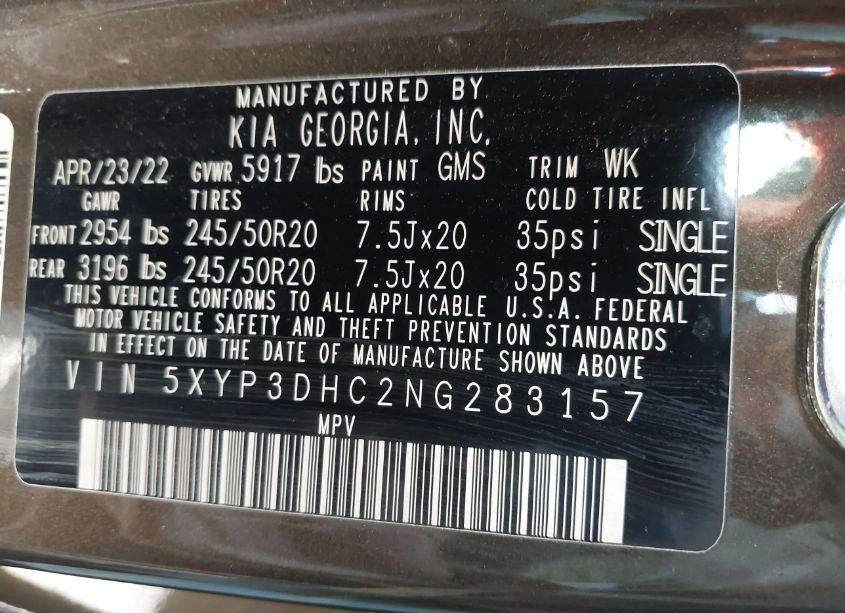 MANUFACTURED BY
KIA GEORGIA, INC.
APR/23/22 GVWR 5917 lbs PAINT GMS TRIM WK
GAWR TIRES RIMS COLD TIRE INFL
FRONT 2954 lbs 245/50R20 7.5Jx20 35psi SINGLE
REAR 3196 lbs 245/50R20 7.5Jx20 35psi SINGLE
THIS VEHICLE CONFORMS TO ALL APPLICABLE U.S.A. FEDERAL
MOTOR VEHICLE SAFETY AND THEFT PREVENTION STANDARDS
IN EFFECT ON THE DATE OF MANUFACTURE SHOWN ABOVE
VIN 5XYP3DHC2NG283157
MPV